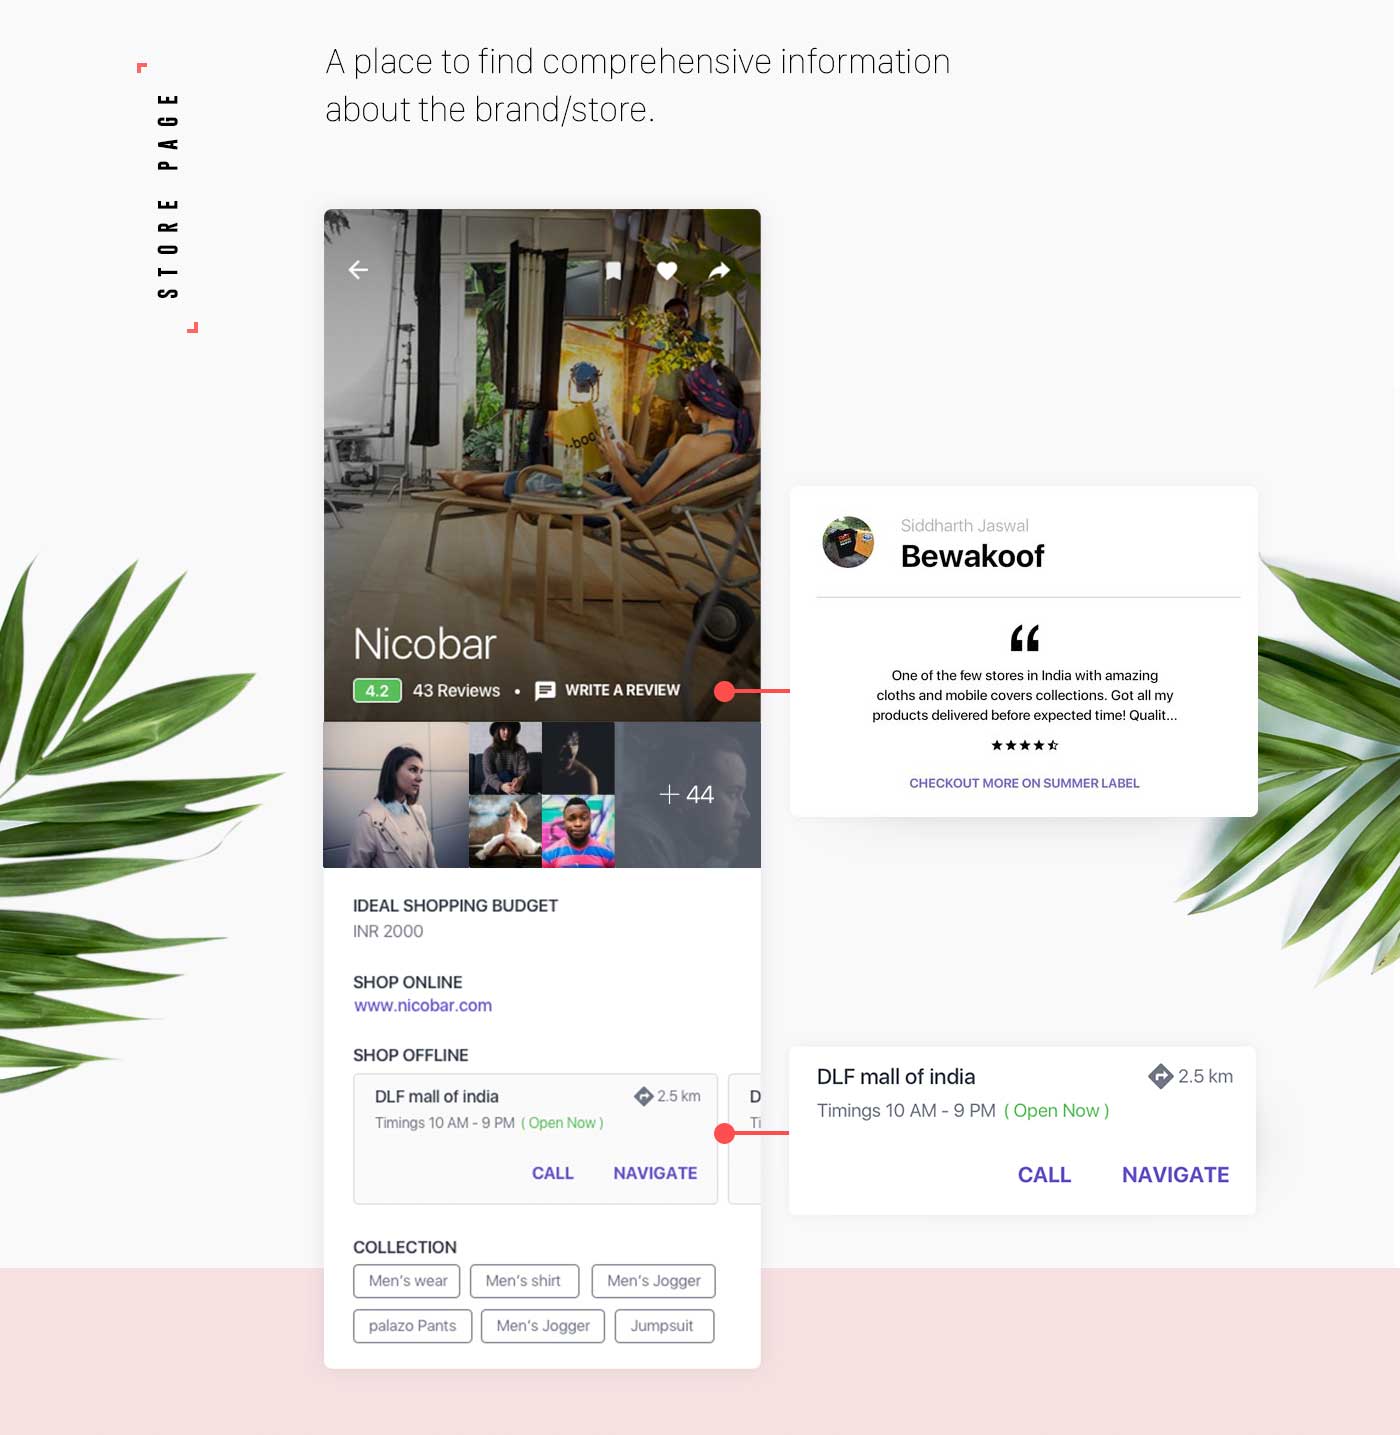 A place to find comprehensive information
about the brand/store.
STORE PAGE
-book
Nicobar
4.2 43 Reviews • WRITE A REVIEW
+ 44
IDEAL SHOPPING BUDGET
INR 2000
SHOP ONLINE
www.nicobar.com
SHOP OFFLINE
DLF mall of india 2.5 km
Timings 10 AM - 9 PM ( Open Now )
CALL NAVIGATE
D
Ti
COLLECTION
Men's wear Men's shirt Men's Jogger
palazo Pants Men's Jogger Jumpsuit
Siddharth Jaswal
Bewakoof
“
One of the few stores in India with amazing
cloths and mobile covers collections. Got all my
products delivered before expected time! Qualit...
CHECKOUT MORE ON SUMMER LABEL
DLF mall of india 2.5 km
Timings 10 AM - 9 PM ( Open Now )
CALL NAVIGATE